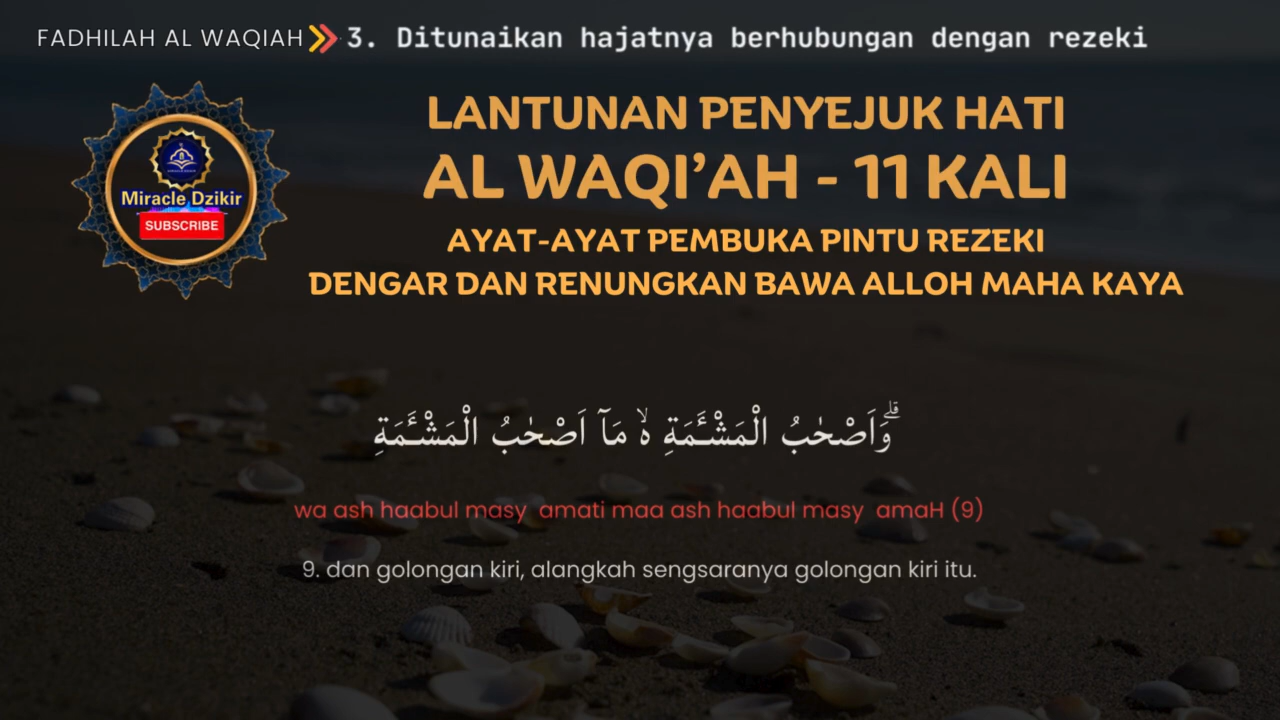 FADHILAH AL WAQIAH 3. Ditunaikan hajatnya berhubungan dengan rezeki
LANTUNAN PENYEJUK HATI
AL WAQI’AH - 11 KALI
AYAT-AYAT PEMBUKA PINTU REZEKI
DENGAR DAN RENUNGKAN BAWA ALLOH MAHA KAYA
Miracle Dzikir
SUBSCRIBE
وَاَصْحٰبُ الْمَشْـَٔمَةِ ەۙ مَآ اَصْحٰبُ الْمَشْـَٔمَةِۗ
wa ash haabul masy  amati maa ash haabul masy  amaH (9)
9. dan golongan kiri, alangkah sengsaranya golongan kiri itu.